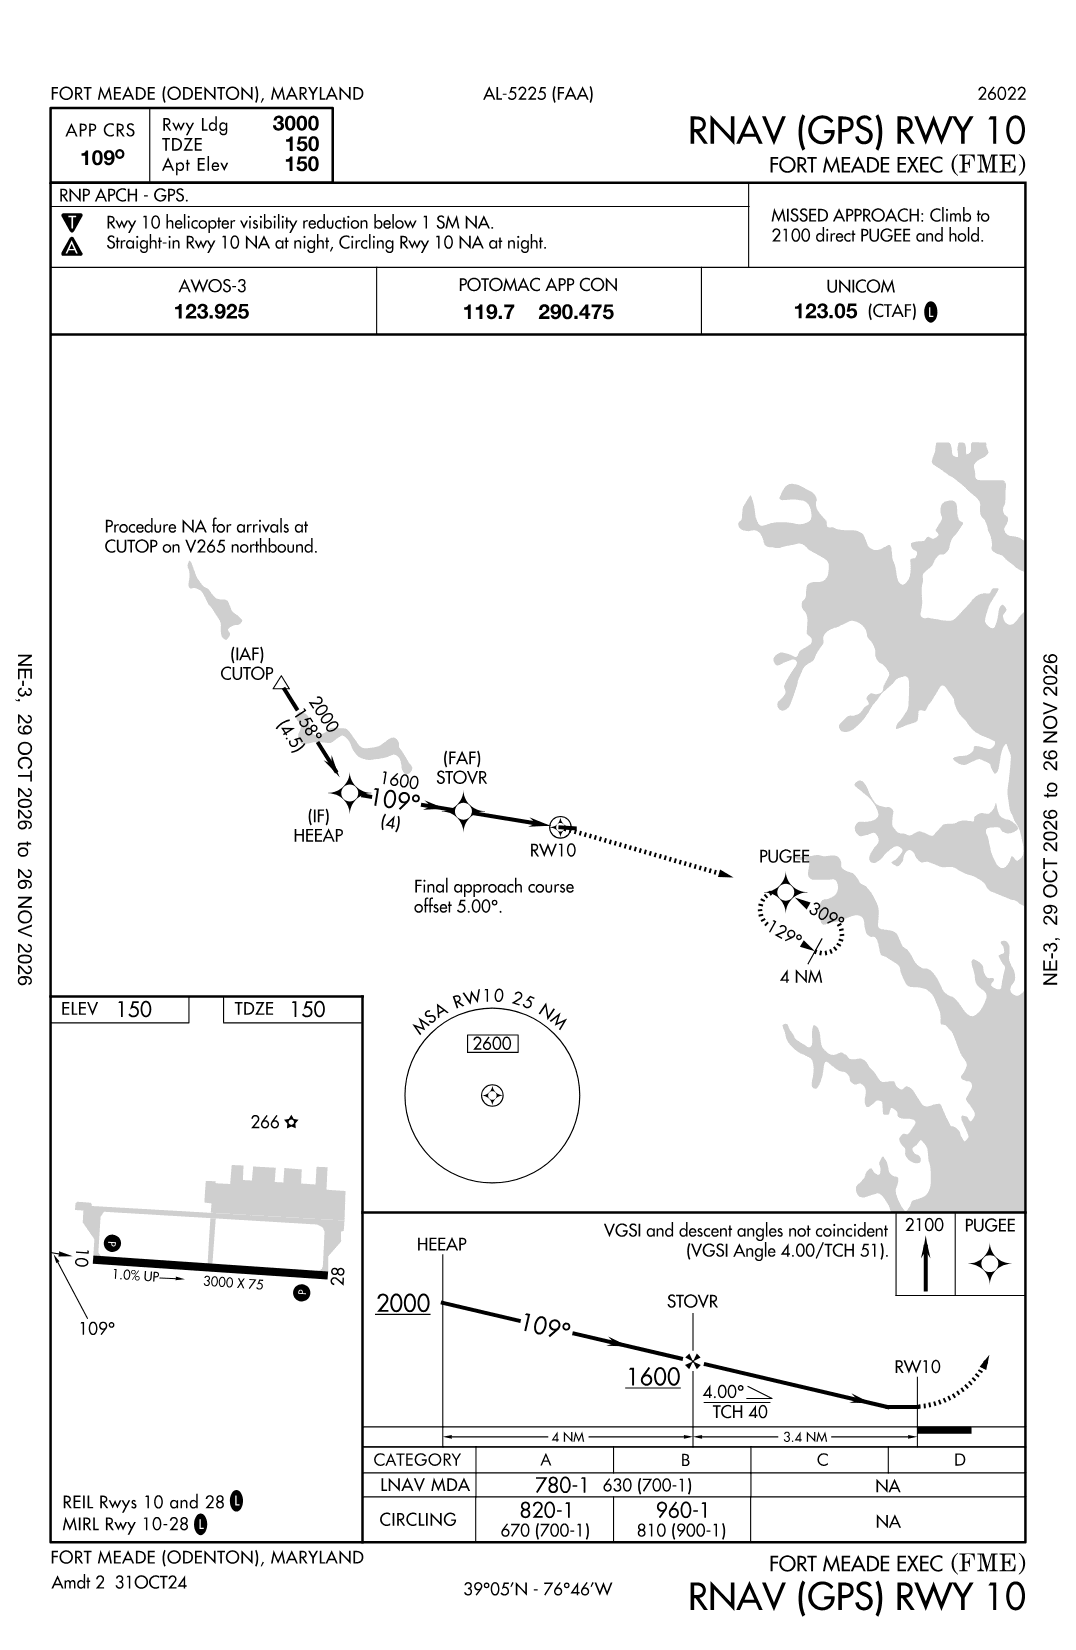 FORT MEADE (ODENTON), MARYLAND
AL-5225 (FAA)
26022
APP CRS
109°
Rwy Ldg 3000
TDZE 150
Apt Elev 150
RNAV (GPS) RWY 10
FORT MEADE EXEC (FME)
RNP APCH - GPS.
T
A
Rwy 10 helicopter visibility reduction below 1 SM NA.
Straight-in Rwy 10 NA at night, Circling Rwy 10 NA at night.
MISSED APPROACH: Climb to
2100 direct PUGEE and hold.
AWOS-3
123.925
POTOMAC APP CON
119.7 290.475
UNICOM
123.05 (CTAF) L
Procedure NA for arrivals at
CUTOP on V265 northbound.
(IAF)
CUTOP
2000
158°
(4.5)
(IF)
HEEAP
1600
109°
(4)
(FAF)
STOVR
RW10
Final approach course
offset 5.00°.
PUGEE
309°
129°
4 NM
MSA RW10 25 NM
2600
NE-3, 29 OCT 2026 to 26 NOV 2026
NE-3, 29 OCT 2026 to 26 NOV 2026
ELEV 150
TDZE 150
266
P
10
1.0% UP
3000 X 75
28
P
109°
REIL Rwys 10 and 28 L
MIRL Rwy 10-28 L
VGSI and descent angles not coincident
(VGSI Angle 4.00/TCH 51).
2100
PUGEE
HEEAP
2000
109°
STOVR
1600
4.00°
TCH 40
RW10
4 NM
3.4 NM
CATEGORY A B C D
LNAV MDA 780-1 630 (700-1) NA
CIRCLING
820-1
670 (700-1)
960-1
810 (900-1)
NA
FORT MEADE (ODENTON), MARYLAND
Amdt 2 31OCT24
39°05'N - 76°46'W
FORT MEADE EXEC (FME)
RNAV (GPS) RWY 10